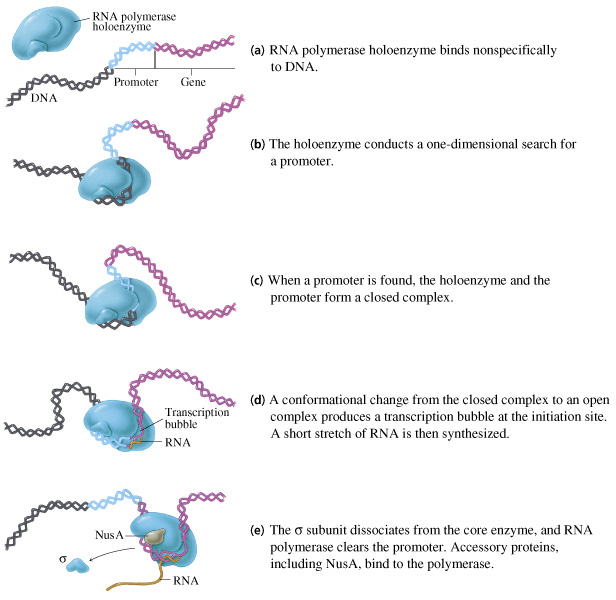 RNA polymerase
holoenzyme
Promoter
Gene
DNA
(a) RNA polymerase holoenzyme binds nonspecifically
to DNA.
(b) The holoenzyme conducts a one-dimensional search for
a promoter.
(c) When a promoter is found, the holoenzyme and the
promoter form a closed complex.
Transcription
bubble
RNA
(d) A conformational change from the closed complex to an open
complex produces a transcription bubble at the initiation site.
A short stretch of RNA is then synthesized.
NusA
σ
RNA
(e) The σ subunit dissociates from the core enzyme, and RNA
polymerase clears the promoter. Accessory proteins,
including NusA, bind to the polymerase.